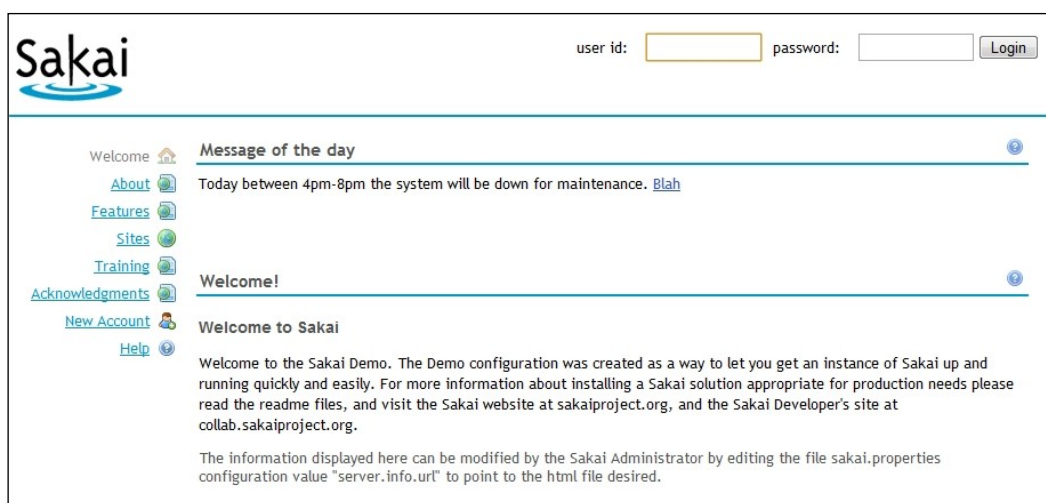 Sakai
user id:
password:
Login
Welcome
About
Features
Sites
Training
Acknowledgments
New Account
Help
Message of the day
Today between 4pm-8pm the system will be down for maintenance. Blah
Welcome!
Welcome to Sakai
Welcome to the Sakai Demo. The Demo configuration was created as a way to let you get an instance of Sakai up and
running quickly and easily. For more information about installing a Sakai solution appropriate for production needs please
read the readme files, and visit the Sakai website at sakaiproject.org, and the Sakai Developer's site at
collab.sakaiproject.org.
The information displayed here can be modified by the Sakai Administrator by editing the file sakai.properties
configuration value "server.info.url" to point to the html file desired.